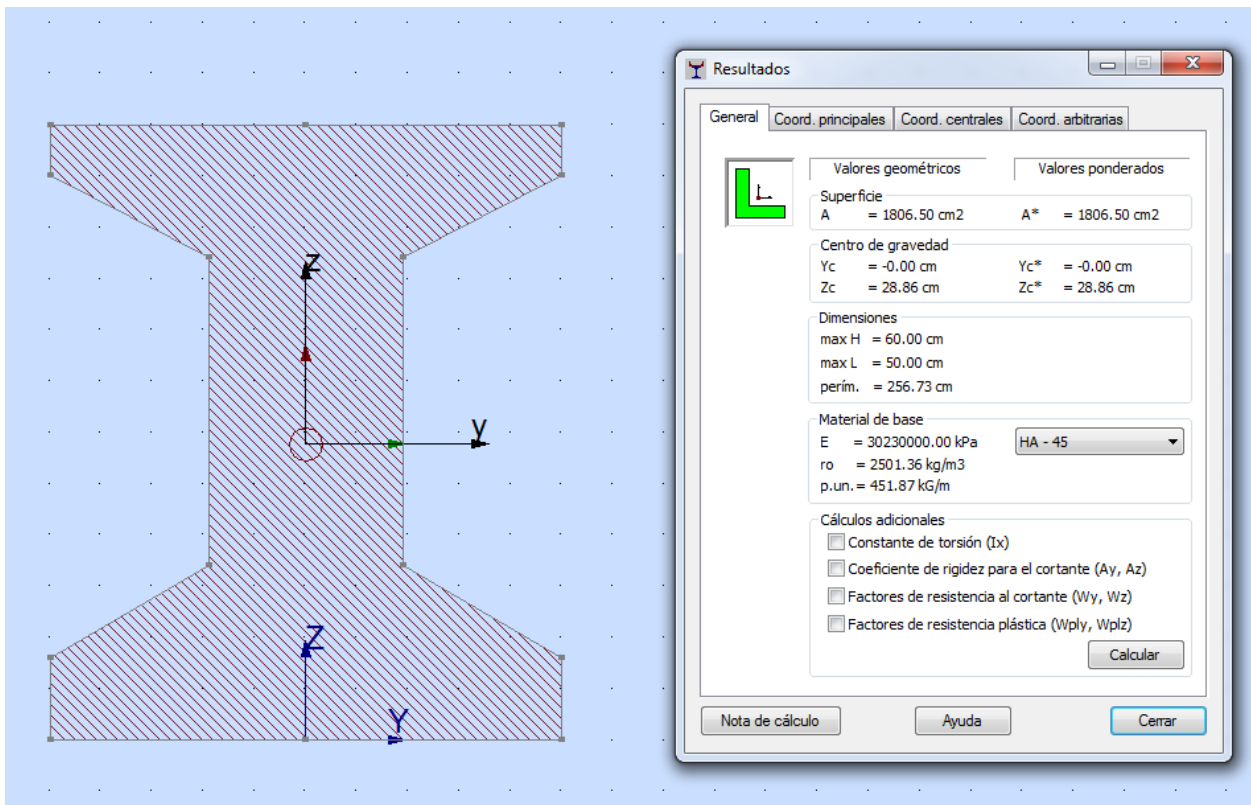 z
y
Z
Y
Resultados
General Coord. principales Coord. centrales Coord. arbitrarias
Valores geométricos Valores ponderados
Superficie
A = 1806.50 cm2 A* = 1806.50 cm2
Centro de gravedad
Yc = -0.00 cm Yc* = -0.00 cm
Zc = 28.86 cm Zc* = 28.86 cm
Dimensiones
max H = 60.00 cm
max L = 50.00 cm
perím. = 256.73 cm
Material de base
E = 30230000.00 kPa HA - 45
ro = 2501.36 kg/m3
p.un. = 451.87 kG/m
Cálculos adicionales
Constante de torsión (Ix)
Coeficiente de rigidez para el cortante (Ay, Az)
Factores de resistencia al cortante (Wy, Wz)
Factores de resistencia plástica (Wply, Wplz)
Calcular
Nota de cálculo Ayuda Cerrar